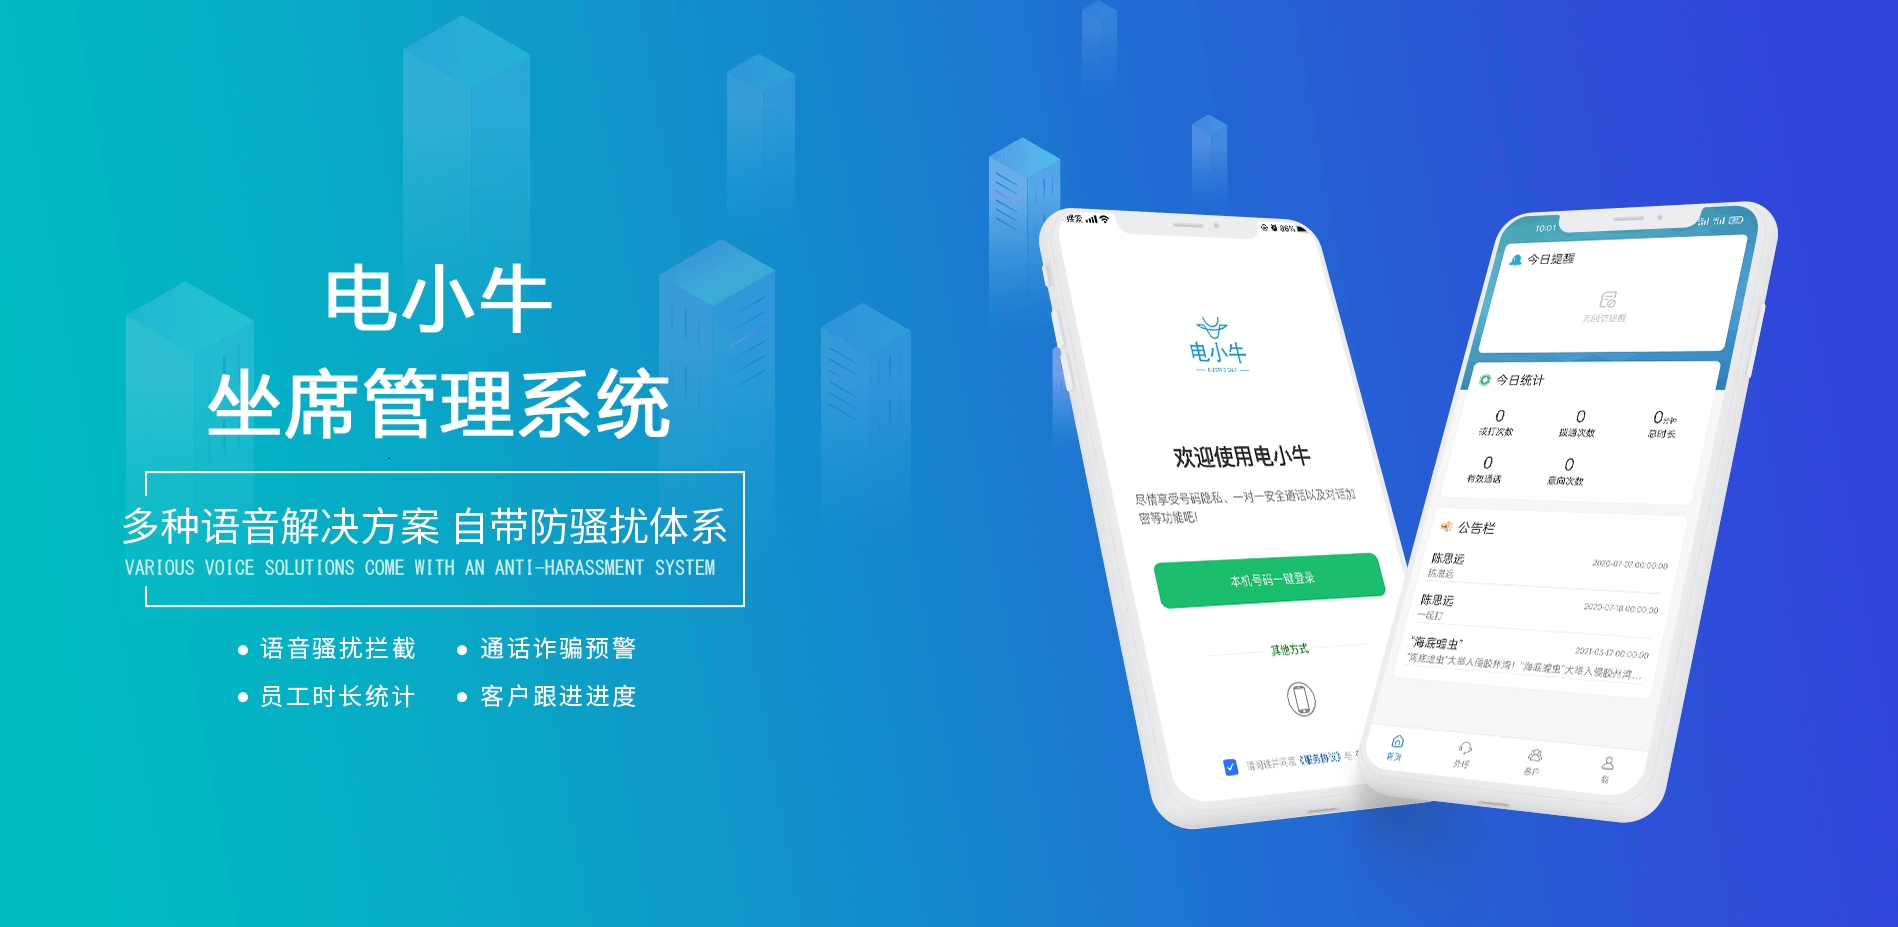 电小牛
坐席管理系统
多种语音解决方案 自带防骚扰体系
VARIOUS VOICE SOLUTIONS COME WITH AN ANTI-HARASSMENT SYSTEM
语音骚扰拦截
通话诈骗预警
员工时长统计
客户跟进进度
搜索
86%
电小牛
欢迎使用电小牛
尽情享受号码隐私、一对一安全通话以及对话加
密等功能吧!
本机号码一键登录
其他方式
请阅读并同意《服务协议》与
10:01
今日提醒
无回访提醒
今日统计
0
拨打次数
0
拨通次数
0分钟
总时长
0
有效通话
0
意向次数
公告栏
陈思远
2020-07-07 00:00:00
陈思远
陈思远
2020-07-18 00:00:00
一起打
“海底蝗虫”
2021-03-17 00:00:00
“海底蝗虫”大举入侵胶州湾！“海底蝗虫”大举入侵胶州湾...
首页
外呼
客户
我